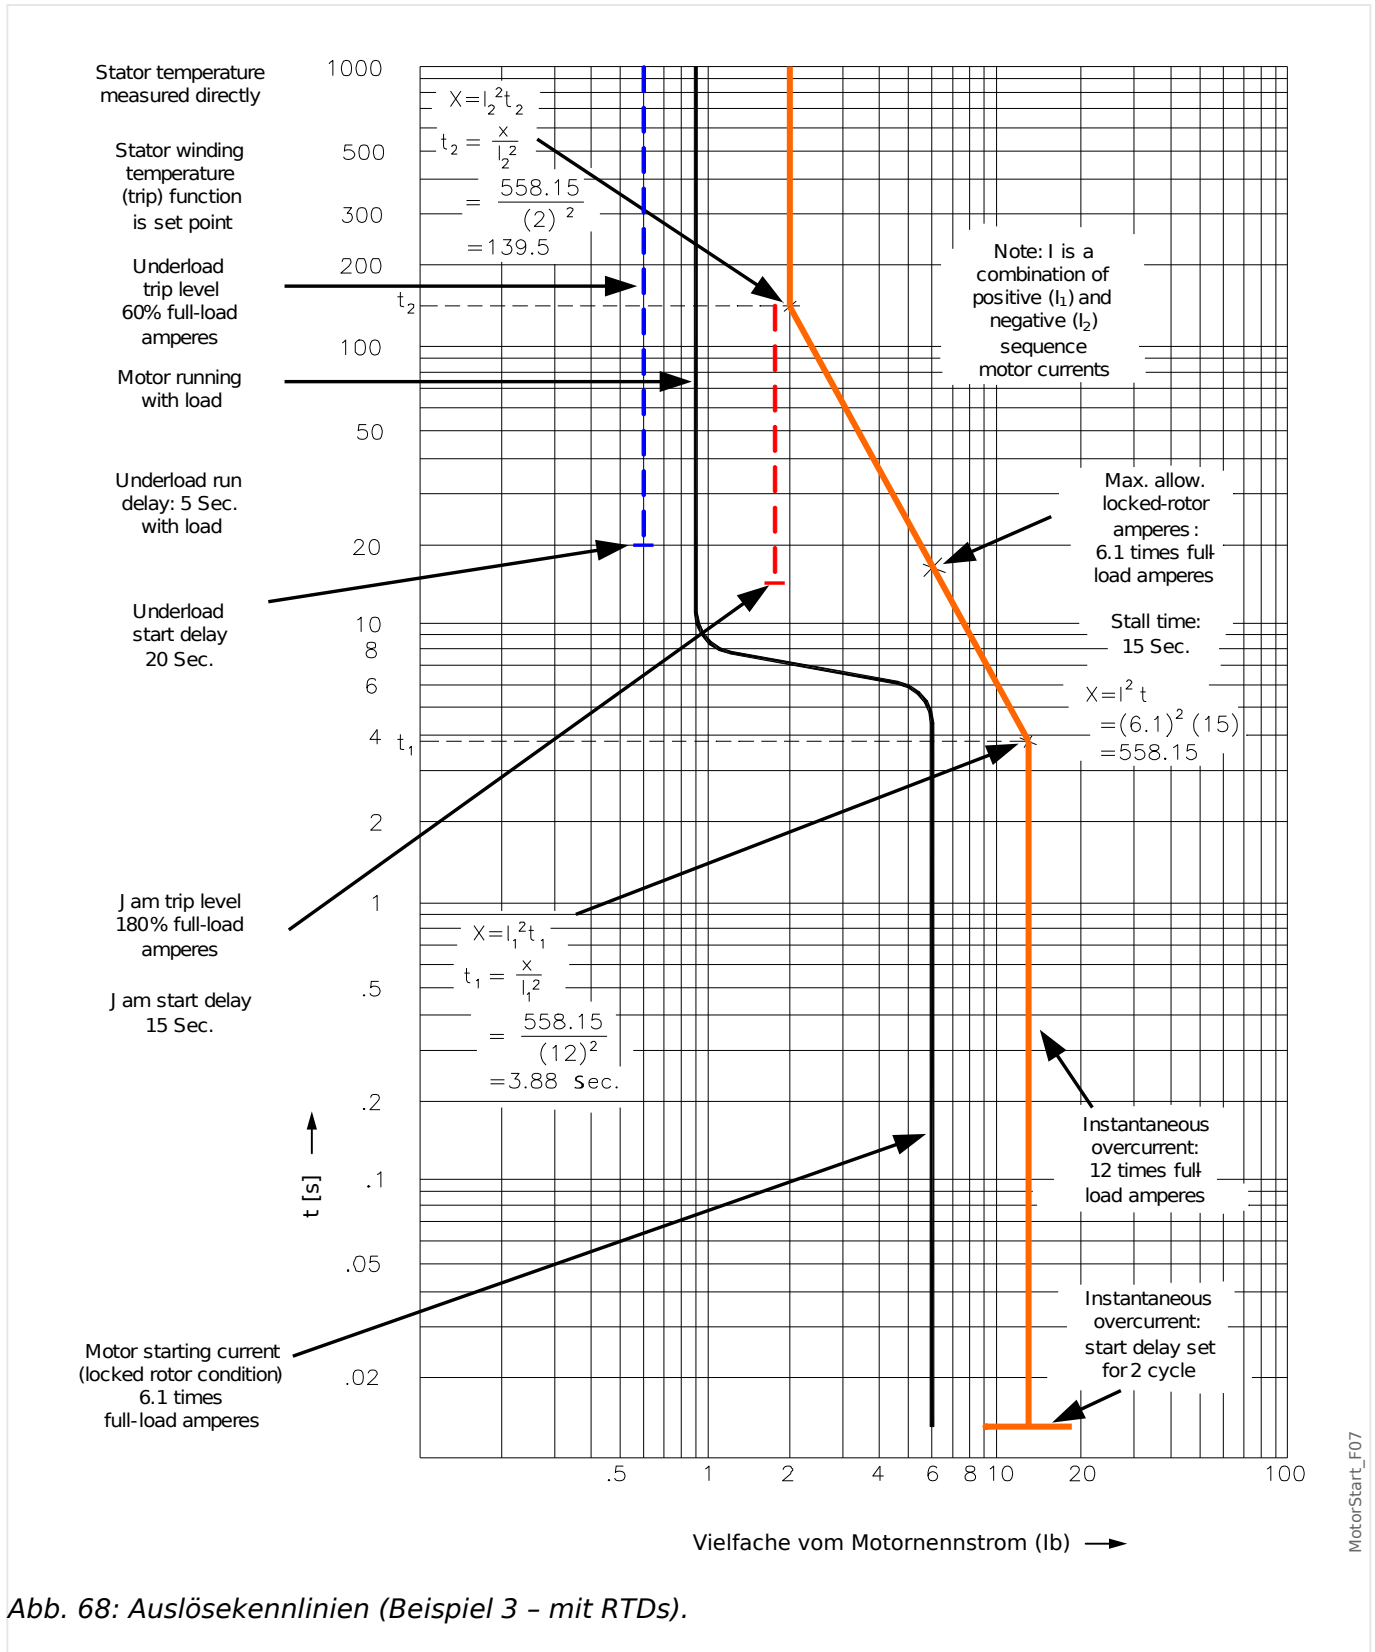 Stator temperature
measured directly
Stator winding
temperature
(trip) function
is set point
Underload
trip level
60% full-load
amperes
Motor running
with load
Underload run
delay: 5 Sec.
with load
Underload
start delay
20 Sec.
Jam trip level
180% full-load
amperes
Jam start delay
15 Sec.
Motor starting current
(locked rotor condition)
6.1 times
full-load amperes
t [s]
1000
500
300
200
t₂
100
50
20
10
8
6
4
t₁
2
1
.5
.2
.1
.05
.02
X=I₂²t₂
t₂ = x/I₂²
= 558.15/(2)²
=139.5
Note: I is a
combination of
positive (I₁) and
negative (I₂)
sequence
motor currents
Max. allow.
locked-rotor
amperes :
6.1 times full-
load amperes
Stall time:
15 Sec.
X=I² t
=(6.1)² (15)
=558.15
X=I₁²t₁
t₁ = x/I₁²
= 558.15/(12)²
=3.88 sec.
Instantaneous
overcurrent:
12 times full-
load amperes
Instantaneous
overcurrent:
start delay set
for 2 cycle
.5 1 2 4 6 8 10 20 100
Vielfache vom Motornennstrom (Ib)
MotorStart_F07
Abb. 68: Auslösekennlinien (Beispiel 3 – mit RTDs).